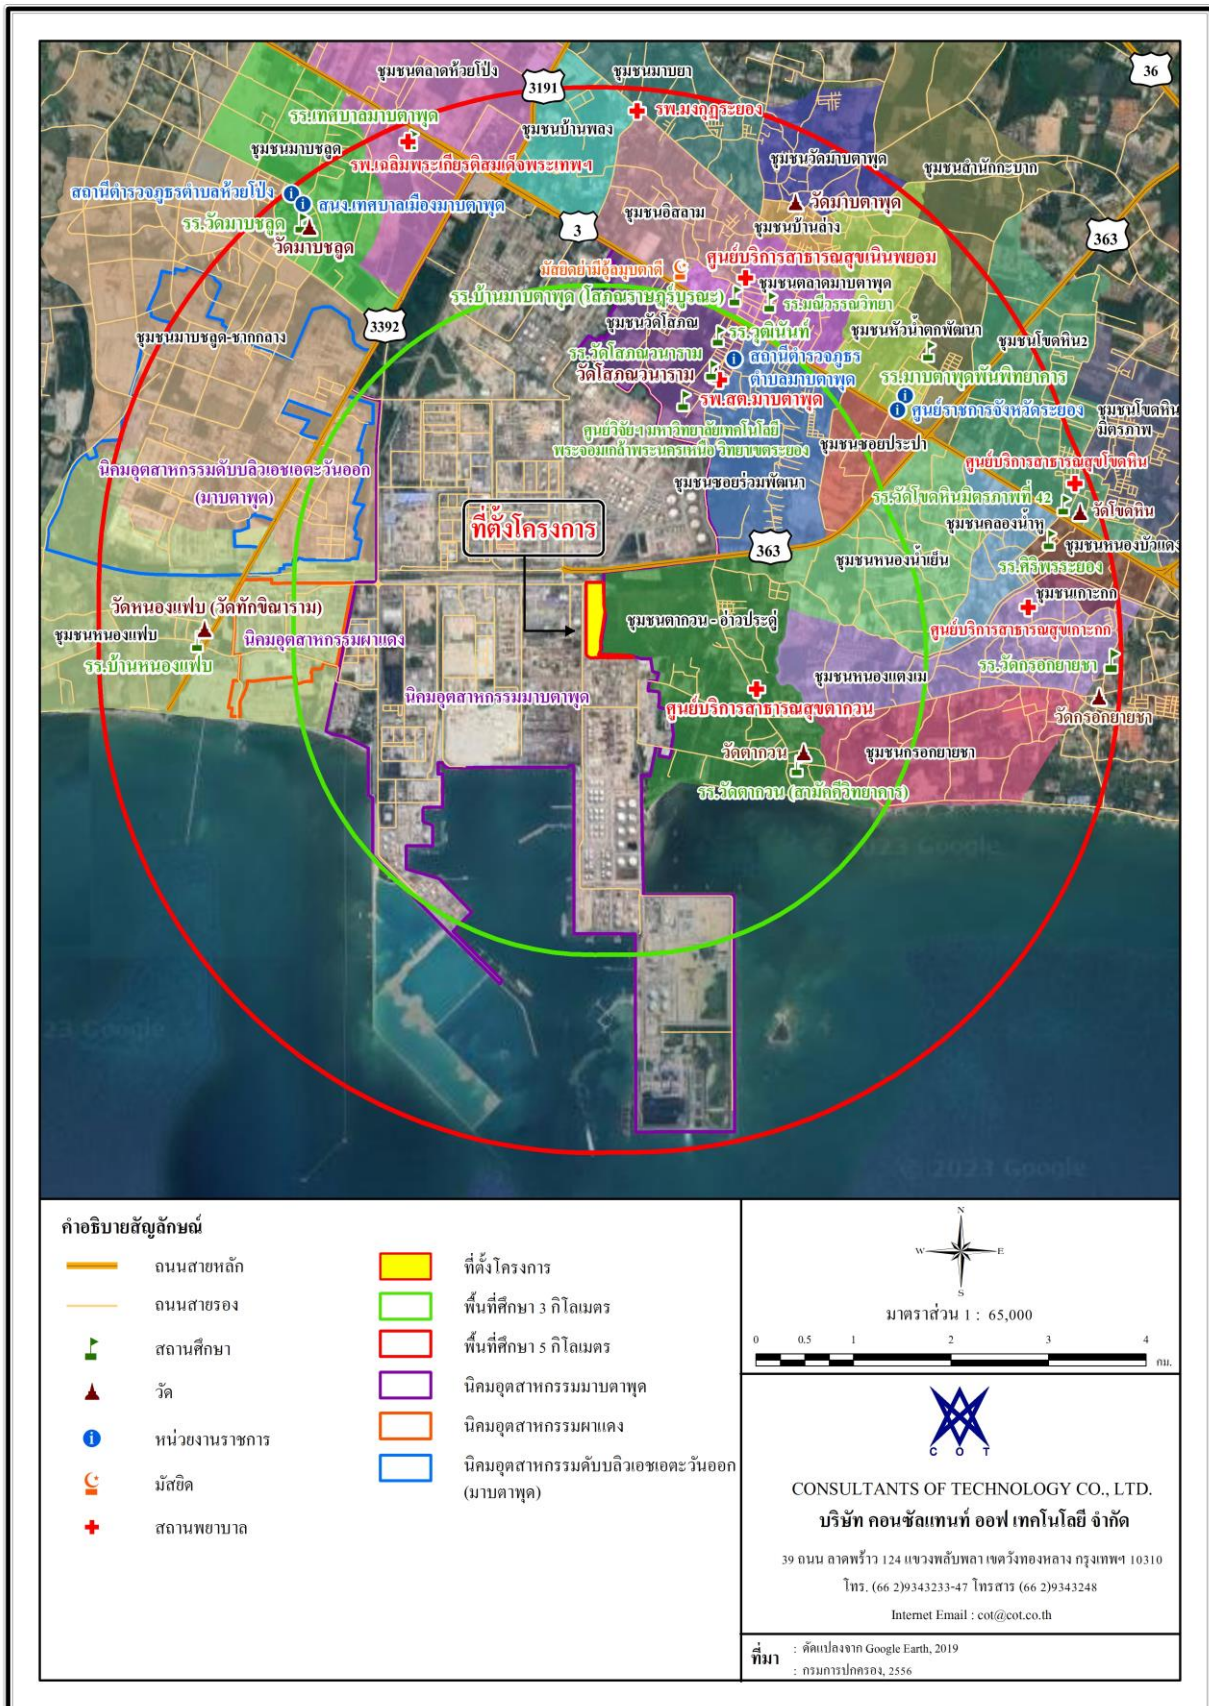 ชุมชนตลาดห้วยโป่ง
3191
ชุมชนมาบยา
36
รร.เทศบาลมาบตาพุด
รพ.มงกุฎระยอง
ชุมชนบ้านพลง
ชุมชนมาบชลูด
รพ.เฉลิมพระเกียรติสมเด็จพระเทพฯ
ชุมชนวัดมาบตาพุด
ชุมชนสำนักกะบาก
สถานีตำรวจภูธรตำบลห้วยโป่ง
สนง.เทศบาลเมืองมาบตาพุด
วัดมาบตาพุด
รร.วัดมาบชลูด
3
ชุมชนอิสลาม
ชุมชนบ้านล่าง
363
วัดมาบชลูด
ศูนย์บริการสาธารณสุขเนินพยอม
มัสยิดย่ามีอุ้ลมุบตาดี
ชุมชนตลาดมาบตาพุด
รร.บ้านมาบตาพุด (โสภณราษฎร์บูรณะ)
รร.มณีวรรณวิทยา
3392
ชุมชนวัดโสภณ
ชุมชนมาบชลูด-ชากกลาง
รร.วุฒินันท์
ชุมชนหัวน้ำตกพัฒนา
ชุมชนโขดหิน2
รร.วัดโสภณวนาราม
สถานีตำรวจภูธร
ตำบลมาบตาพุด
วัดโสภณวนาราม
รร.มาบตาพุดพันพิทยาการ
รพ.สต.มาบตาพุด
ศูนย์ราชการจังหวัดระยอง
ชุมชนโขดหิน
มิตรภาพ
ศูนย์วิจัยฯ มหาวิทยาลัยเทคโนโลยี
พระจอมเกล้าพระนครเหนือ วิทยาเขตระยอง
ชุมชนซอยประปา
นิคมอุตสาหกรรมดับบลิวเอชเอตะวันออก
(มาบตาพุด)
ศูนย์บริการสาธารณสุขโขดหิน
ชุมชนซอยร่วมพัฒนา
รร.วัดโขดหินมิตรภาพที่ 42
วัดโขดหิน
ที่ตั้งโครงการ
ชุมชนคลองน้ำหู
363
ชุมชนหนองบัวแดง
ชุมชนหนองน้ำเย็น
รร.ศิริพรระยอง
วัดหนองแฟบ (วัดทักขิณาราม)
ชุมชนเกาะกก
ชุมชนตากวน - อ่าวประดู่
ชุมชนหนองแฟบ
นิคมอุตสาหกรรมผาแดง
ศูนย์บริการสาธารณสุขเกาะกก
รร.บ้านหนองแฟบ
รร.วัดกรอกยายชา
ชุมชนหนองแตงเม
นิคมอุตสาหกรรมมาบตาพุด
ศูนย์บริการสาธารณสุขตากวน
วัดกรอกยายชา
วัดตากวน
ชุมชนกรอกยายชา
รร.วัดตากวน (สามัคคีวิทยาการ)
© 2023 Google
23 Google
© 2023 Google
คำอธิบายสัญลักษณ์
ถนนสายหลัก
ถนนสายรอง
สถานศึกษา
วัด
หน่วยงานราชการ
มัสยิด
สถานพยาบาล
ที่ตั้งโครงการ
พื้นที่ศึกษา 3 กิโลเมตร
พื้นที่ศึกษา 5 กิโลเมตร
นิคมอุตสาหกรรมมาบตาพุด
นิคมอุตสาหกรรมผาแดง
นิคมอุตสาหกรรมดับบลิวเอชเอตะวันออก
(มาบตาพุด)
N
W E
S
มาตราส่วน 1 : 65,000
0 0.5 1 2 3 4
กม.
C O T
CONSULTANTS OF TECHNOLOGY CO., LTD.
บริษัท คอนซัลแทนท์ ออฟ เทคโนโลยี จำกัด
39 ถนน ลาดพร้าว 124 แขวงพลับพลา เขตวังทองหลาง กรุงเทพฯ 10310
โทร. (66 2)9343233-47 โทรสาร (66 2)9343248
Internet Email : cot@cot.co.th
ที่มา : ดัดแปลงจาก Google Earth, 2019
: กรมการปกครอง, 2556